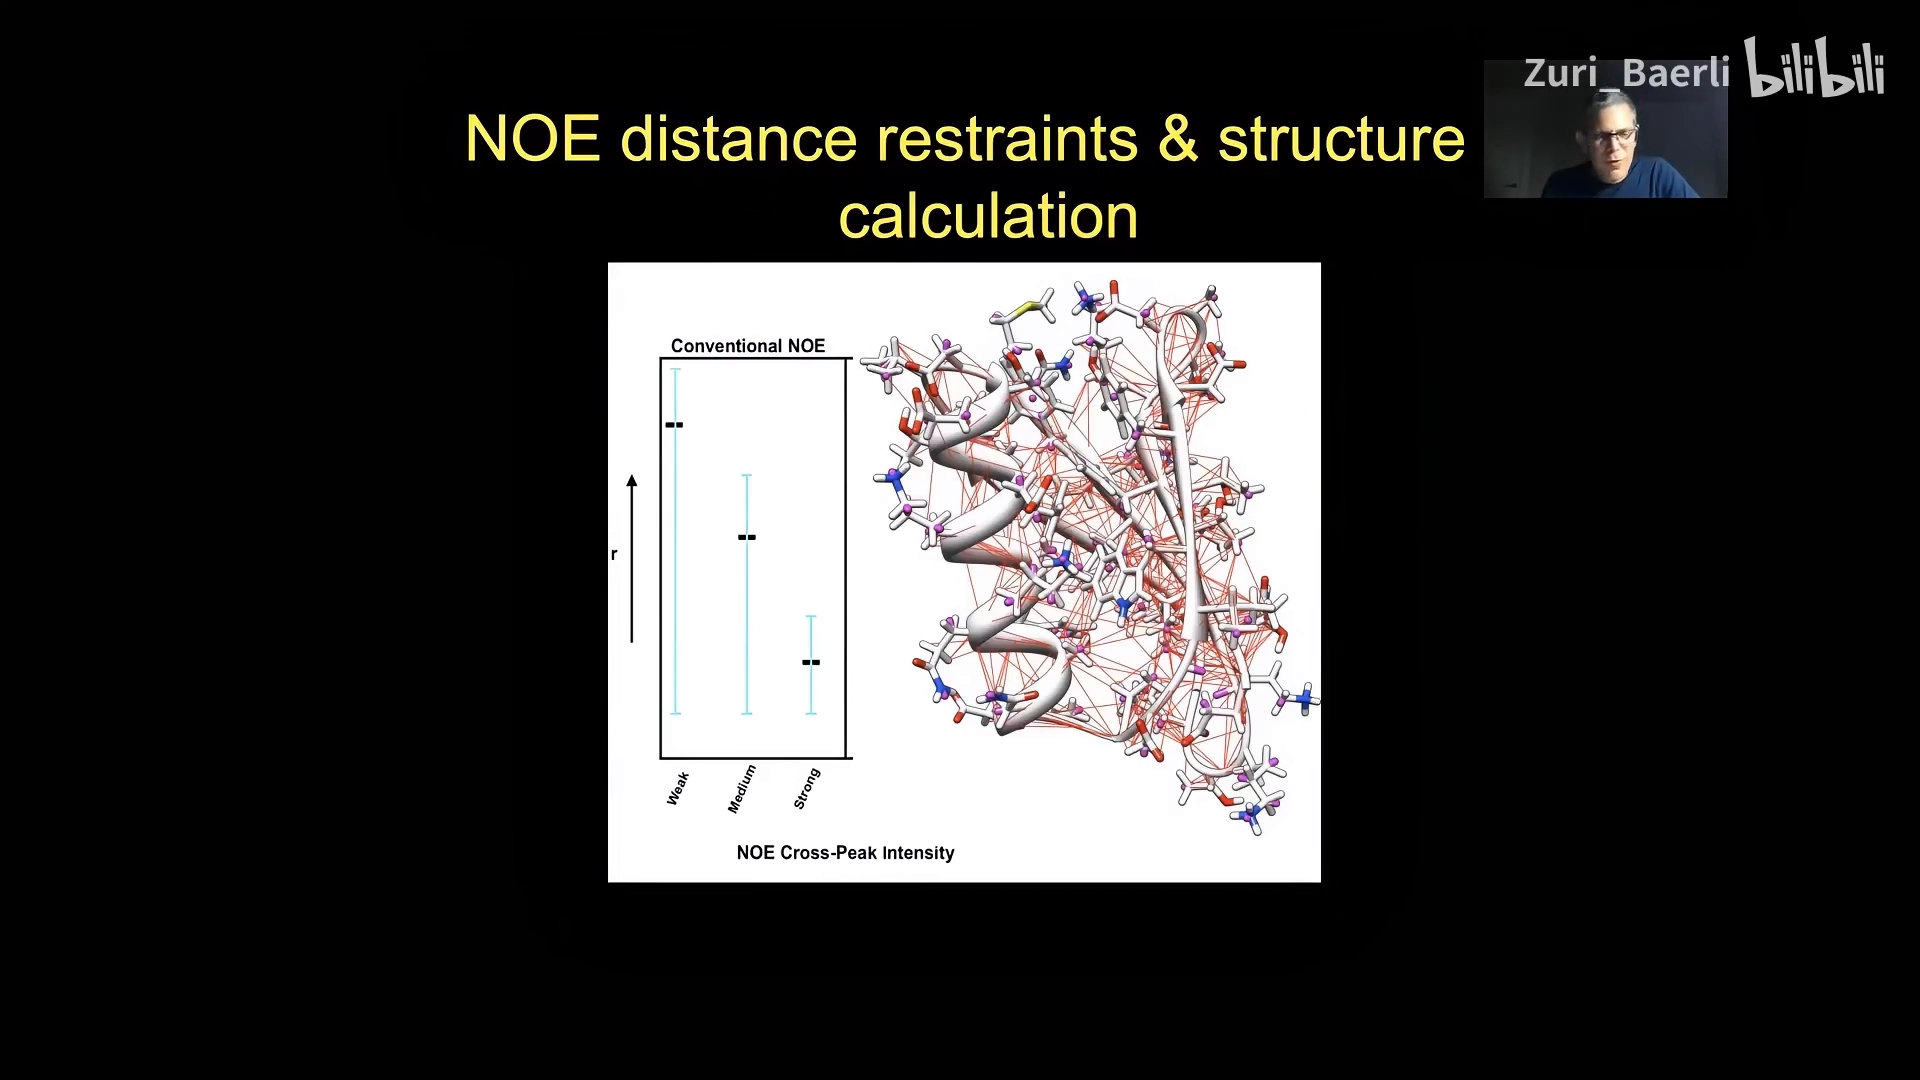 Zuri_Baerli bilibili
NOE distance restraints & structure
calculation
Conventional NOE
r
Weak
Medium
Strong
NOE Cross-Peak Intensity